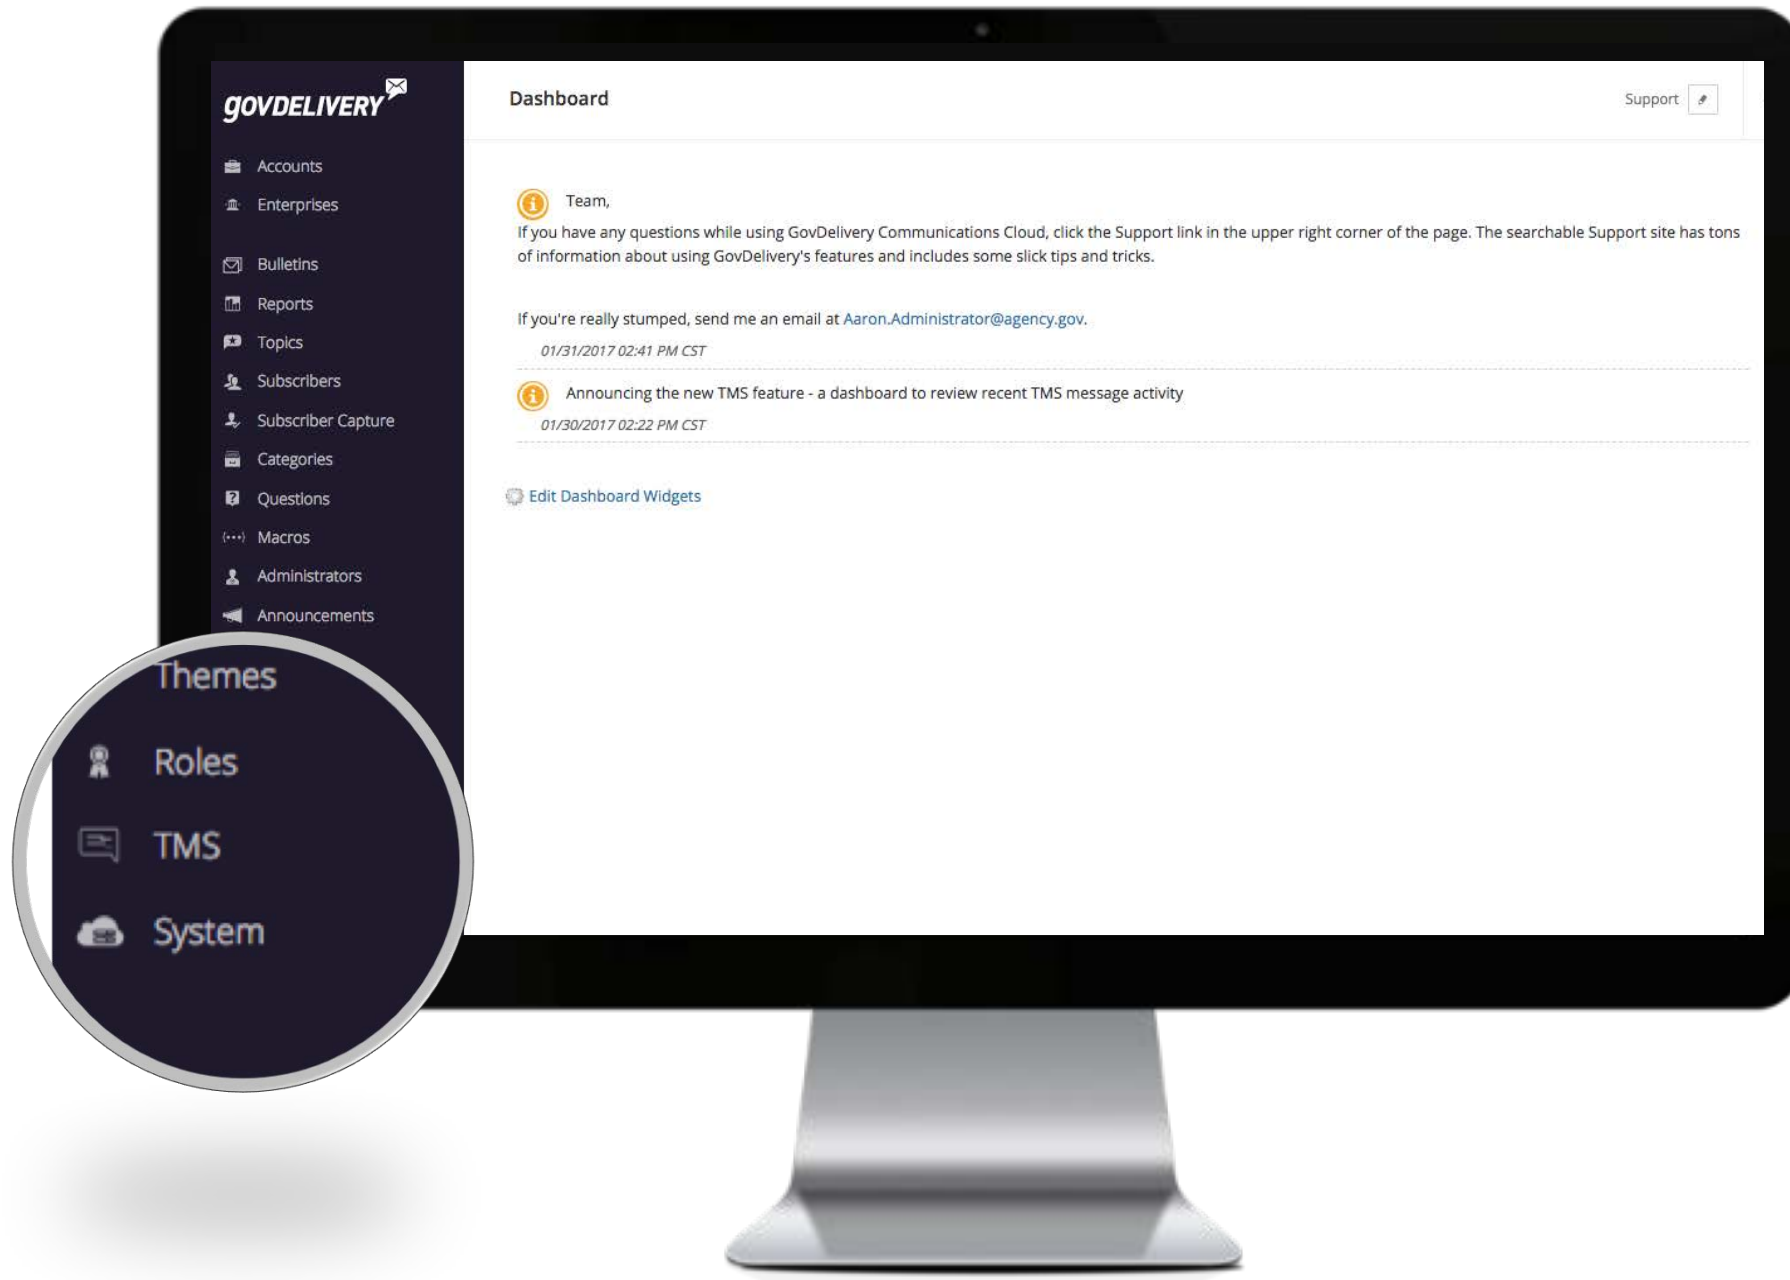 GOVDELIVERY
Dashboard
Support
Accounts
Enterprises
Bulletins
Reports
Topics
Subscribers
Subscriber Capture
Categories
Questions
Macros
Administrators
Announcements
Themes
Roles
TMS
System
Team,
If you have any questions while using GovDelivery Communications Cloud, click the Support link in the upper right corner of the page. The searchable Support site has tons
of information about using GovDelivery's features and includes some slick tips and tricks.
If you're really stumped, send me an email at Aaron.Administrator@agency.gov.
01/31/2017 02:41 PM CST
Announcing the new TMS feature - a dashboard to review recent TMS message activity
01/30/2017 02:22 PM CST
Edit Dashboard Widgets